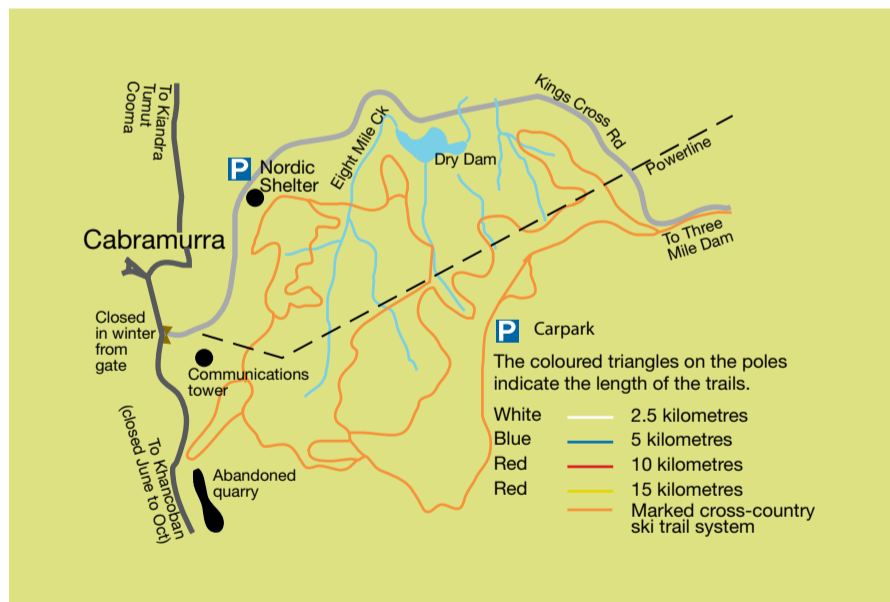 To Kiandra
Tumut
Cooma
P
Nordic
Shelter
Eight Mile Ck
Dry Dam
Kings Cross Rd
Powerline
To Three
Mile Dam
Cabramurra
Closed
in winter
from
gate
Communications
tower
To Khancoban
(closed June to Oct)
Abandoned
quarry
P Carpark
The coloured triangles on the poles
indicate the length of the trails.
White 2.5 kilometres
Blue 5 kilometres
Red 10 kilometres
Red 15 kilometres
Marked cross-country
ski trail system